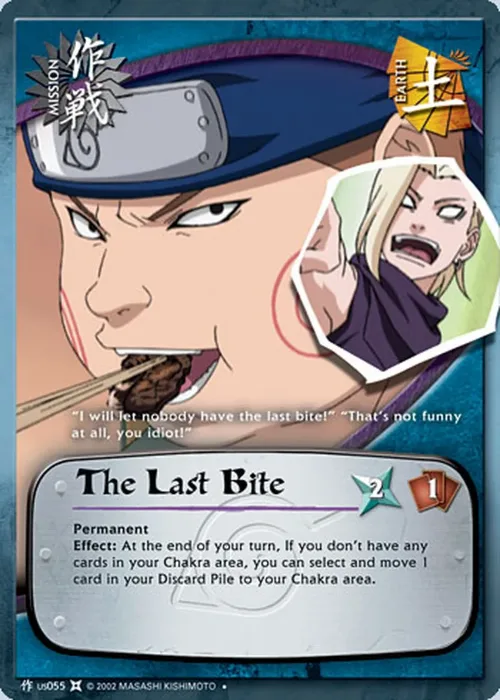 MISSION
作戦
EARTH
土
"I will let nobody have the last bite!" "That's not funny
at all, you idiot!"
The Last Bite
2
1
Permanent
Effect: At the end of your turn, If you don't have any
cards in your Chakra area, you can select and move 1
card in your Discard Pile to your Chakra area.
作 US055 © 2002 MASASHI KISHIMOTO